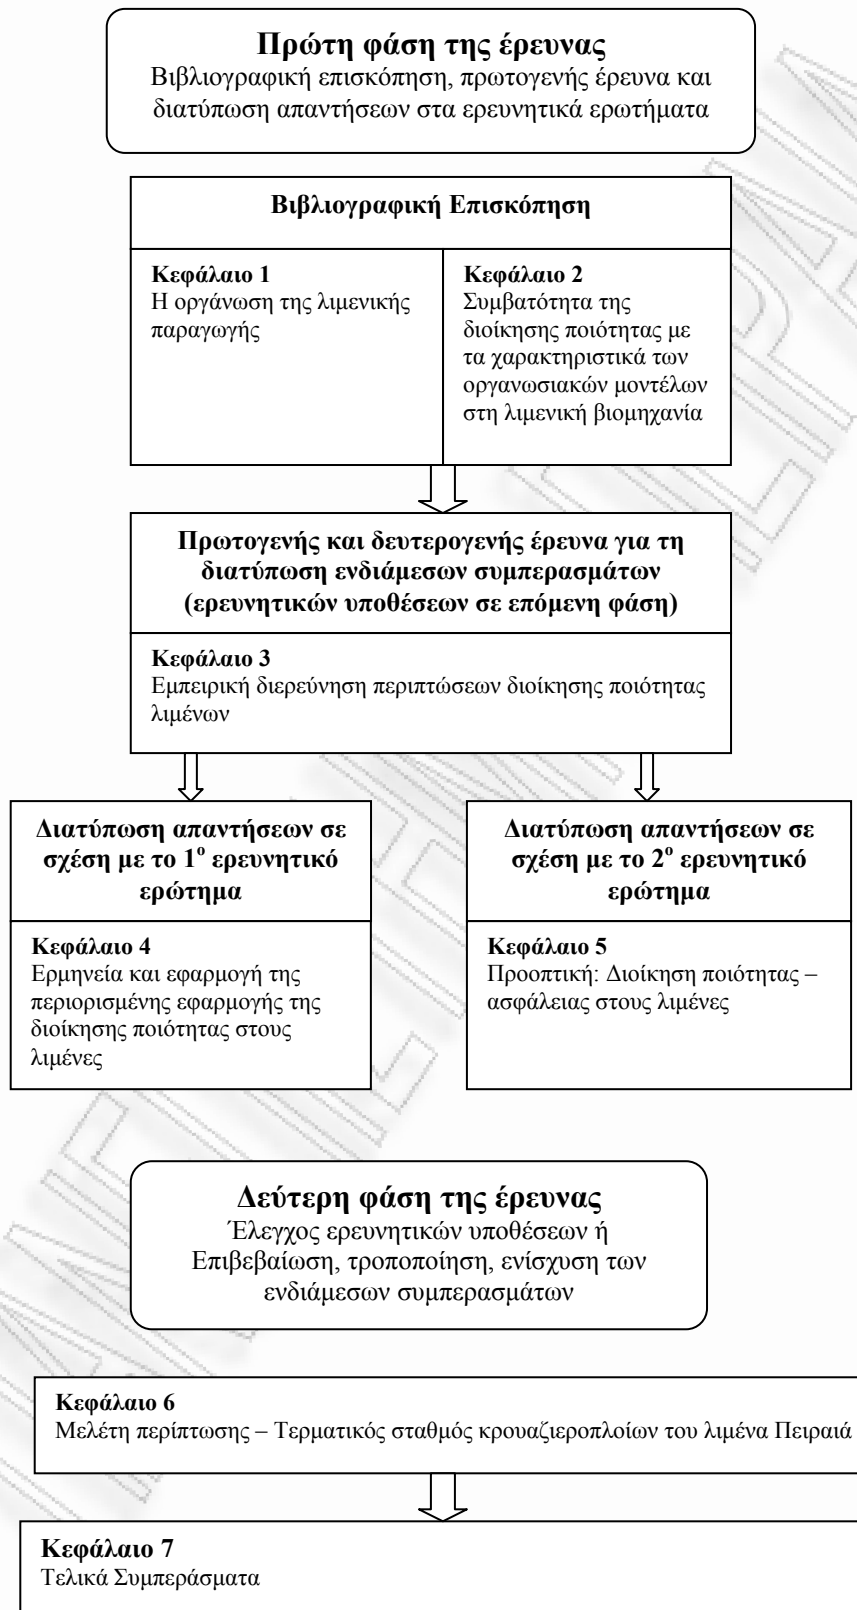 Πρώτη φάση της έρευνας
Βιβλιογραφική επισκόπηση, πρωτογενής έρευνα και
διατύπωση απαντήσεων στα ερευνητικά ερωτήματα
Βιβλιογραφική Επισκόπηση
Κεφάλαιο 1
Η οργάνωση της λιμενικής
παραγωγής
Κεφάλαιο 2
Συμβατότητα της
διοίκησης ποιότητας με
τα χαρακτηριστικά των
οργανωσιακών μοντέλων
στη λιμενική βιομηχανία
Πρωτογενής και δευτερογενής έρευνα για τη
διατύπωση ενδιάμεσων συμπερασμάτων
(ερευνητικών υποθέσεων σε επόμενη φάση)
Κεφάλαιο 3
Εμπειρική διερεύνηση περιπτώσεων διοίκησης ποιότητας
λιμένων
Διατύπωση απαντήσεων σε
σχέση με το 1ο ερευνητικό
ερώτημα
Κεφάλαιο 4
Ερμηνεία και εφαρμογή της
περιορισμένης εφαρμογής της
διοίκησης ποιότητας στους
λιμένες
Διατύπωση απαντήσεων σε
σχέση με το 2ο ερευνητικό
ερώτημα
Κεφάλαιο 5
Προοπτική: Διοίκηση ποιότητας –
ασφάλειας στους λιμένες
Δεύτερη φάση της έρευνας
Έλεγχος ερευνητικών υποθέσεων ή
Επιβεβαίωση, τροποποίηση, ενίσχυση των
ενδιάμεσων συμπερασμάτων
Κεφάλαιο 6
Μελέτη περίπτωσης – Τερματικός σταθμός κρουαζιεροπλοίων του λιμένα Πειραιά
Κεφάλαιο 7
Τελικά Συμπεράσματα